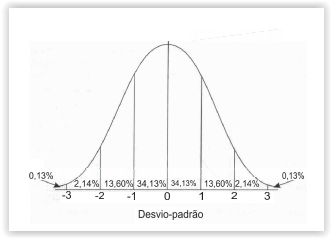 0,13% 0,13%
2,14% 13,60% 34,13% 34,13% 13,60% 2,14%
-3 -2 -1 0 1 2 3
Desvio-padrão